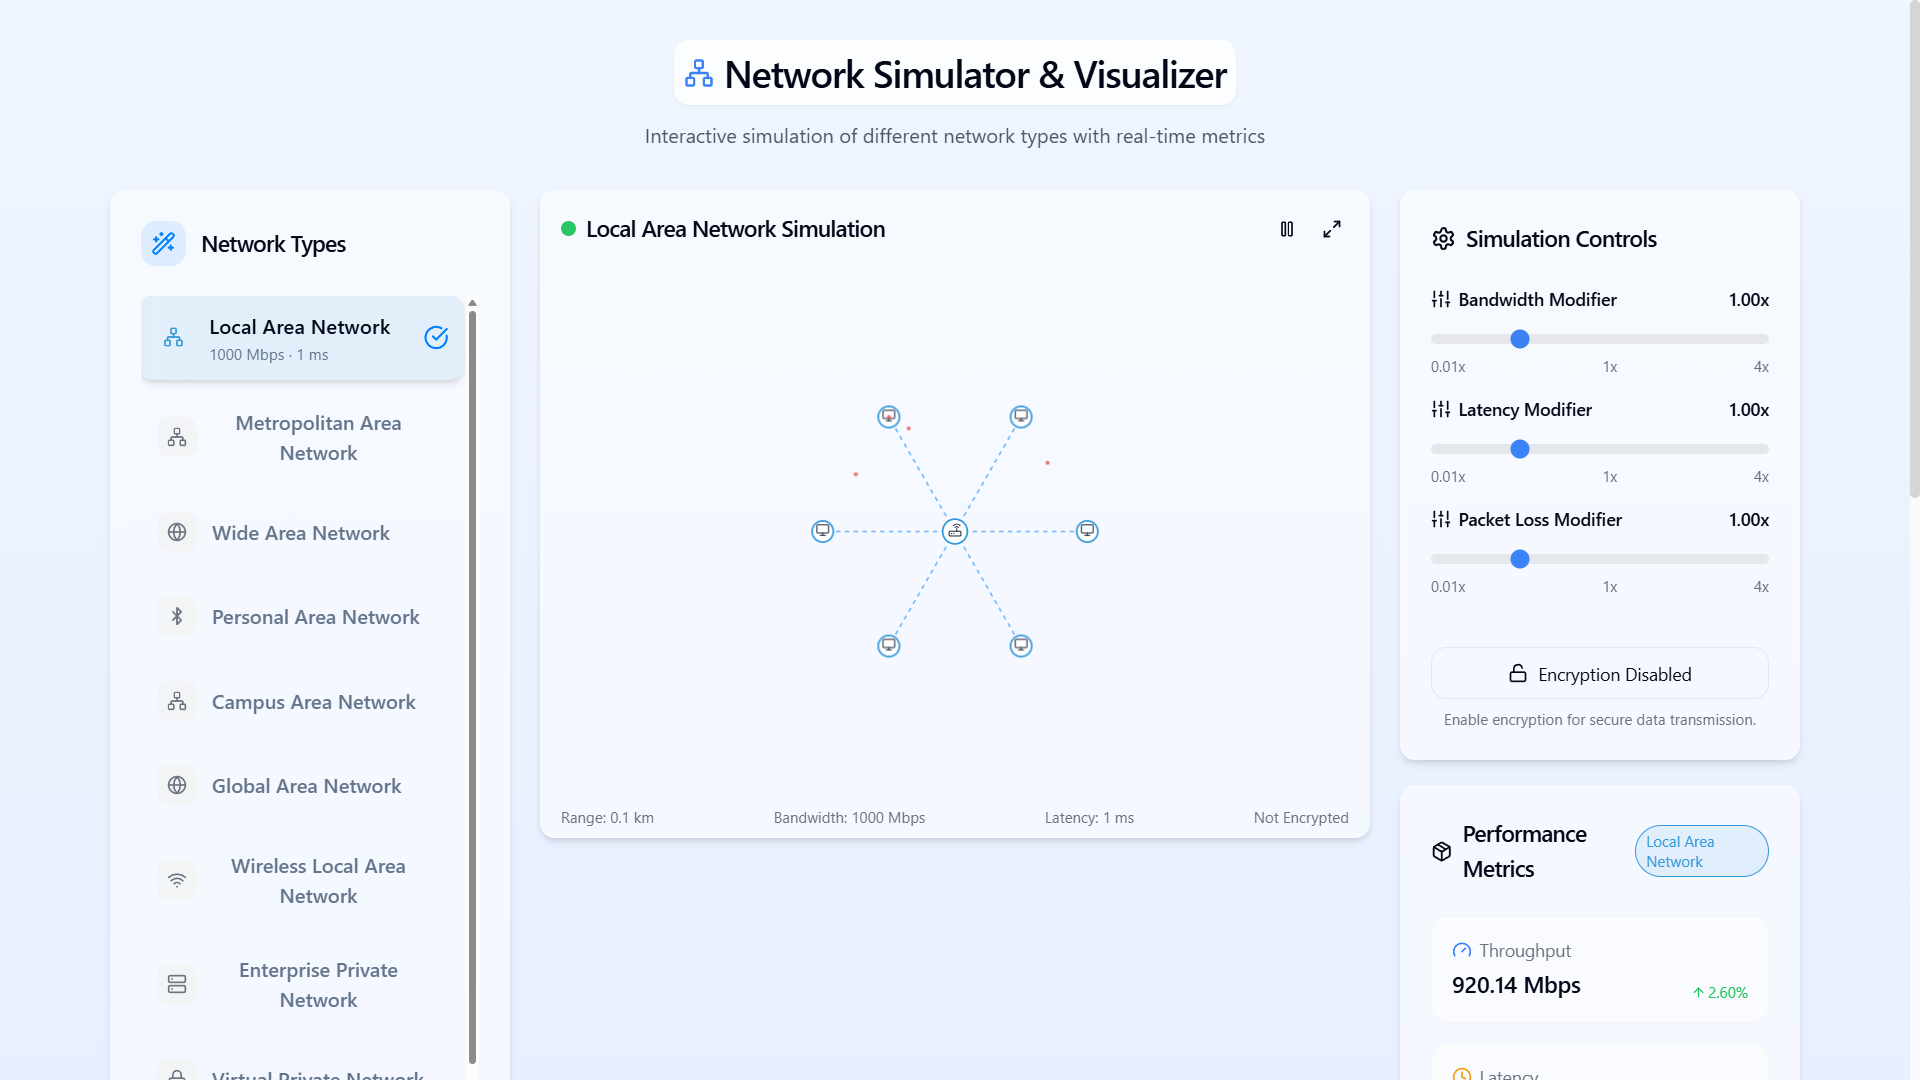 Network Simulator & Visualizer
Interactive simulation of different network types with real-time metrics
Network Types
Local Area Network
1000 Mbps · 1 ms
Metropolitan Area
Network
Wide Area Network
Personal Area Network
Campus Area Network
Global Area Network
Wireless Local Area
Network
Enterprise Private
Network
Virtual Private Network
Local Area Network Simulation
Range: 0.1 km
Bandwidth: 1000 Mbps
Latency: 1 ms
Not Encrypted
Simulation Controls
Bandwidth Modifier 1.00x
0.01x 1x 4x
Latency Modifier 1.00x
0.01x 1x 4x
Packet Loss Modifier 1.00x
0.01x 1x 4x
Encryption Disabled
Enable encryption for secure data transmission.
Performance
Metrics
Local Area
Network
Throughput
920.14 Mbps
2.60%
Latency